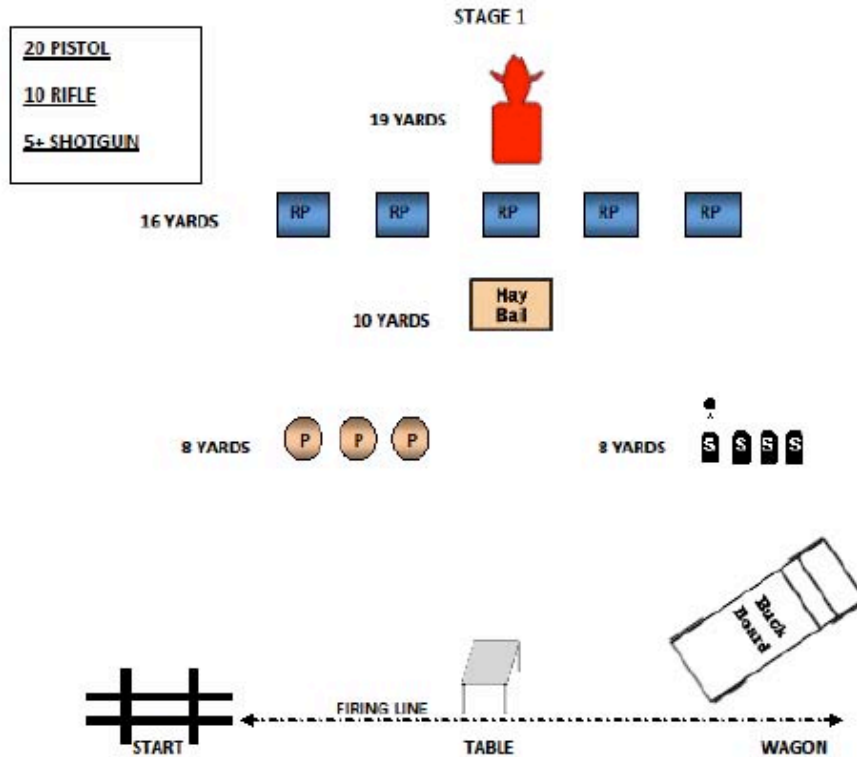 STAGE 1
20 PISTOL
10 RIFLE
5+ SHOTGUN
19 YARDS
16 YARDS
RP RP RP RP RP
10 YARDS
Hay
Bail
8 YARDS
P P P
8 YARDS
S S S S
Buck
Board
FIRING LINE
START
TABLE
WAGON